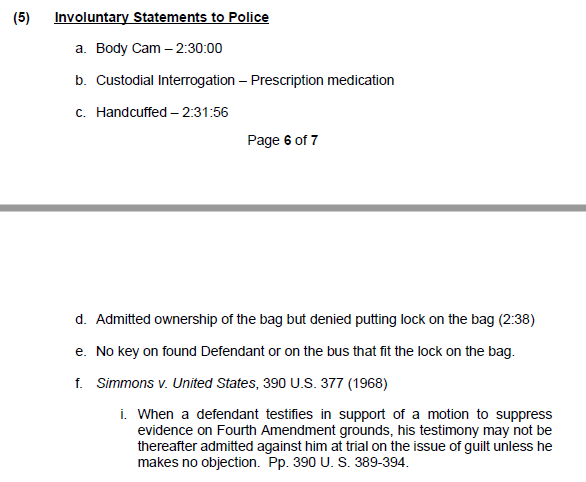 (5) Involuntary Statements to Police
a. Body Cam – 2:30:00
b. Custodial Interrogation – Prescription medication
c. Handcuffed – 2:31:56
Page 6 of 7
d. Admitted ownership of the bag but denied putting lock on the bag (2:38)
e. No key on found Defendant or on the bus that fit the lock on the bag.
f. Simmons v. United States, 390 U.S. 377 (1968)
i. When a defendant testifies in support of a motion to suppress
evidence on Fourth Amendment grounds, his testimony may not be
thereafter admitted against him at trial on the issue of guilt unless he
makes no objection. Pp. 390 U. S. 389-394.